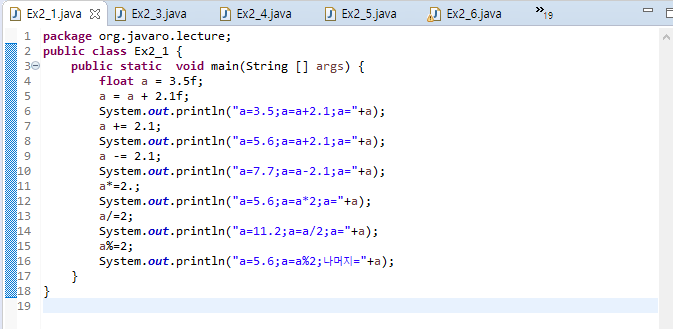 Ex2_1.java Ex2_3.java Ex2_4.java Ex2_5.java Ex2_6.java »19
1 package org.javaro.lecture;
2 public class Ex2_1 {
3 public static  void main(String [] args) {
4 float a = 3.5f;
5 a = a + 2.1f;
6 System.out.println("a=3.5;a=a+2.1;a="+a);
7 a += 2.1;
8 System.out.println("a=5.6;a=a+2.1;a="+a);
9 a -= 2.1;
10 System.out.println("a=7.7;a=a-2.1;a="+a);
11 a*=2.;
12 System.out.println("a=5.6;a=a*2;a="+a);
13 a/=2;
14 System.out.println("a=11.2;a=a/2;a="+a);
15 a%=2;
16 System.out.println("a=5.6;a=a%2;나머지="+a);
17 }
18 }
19